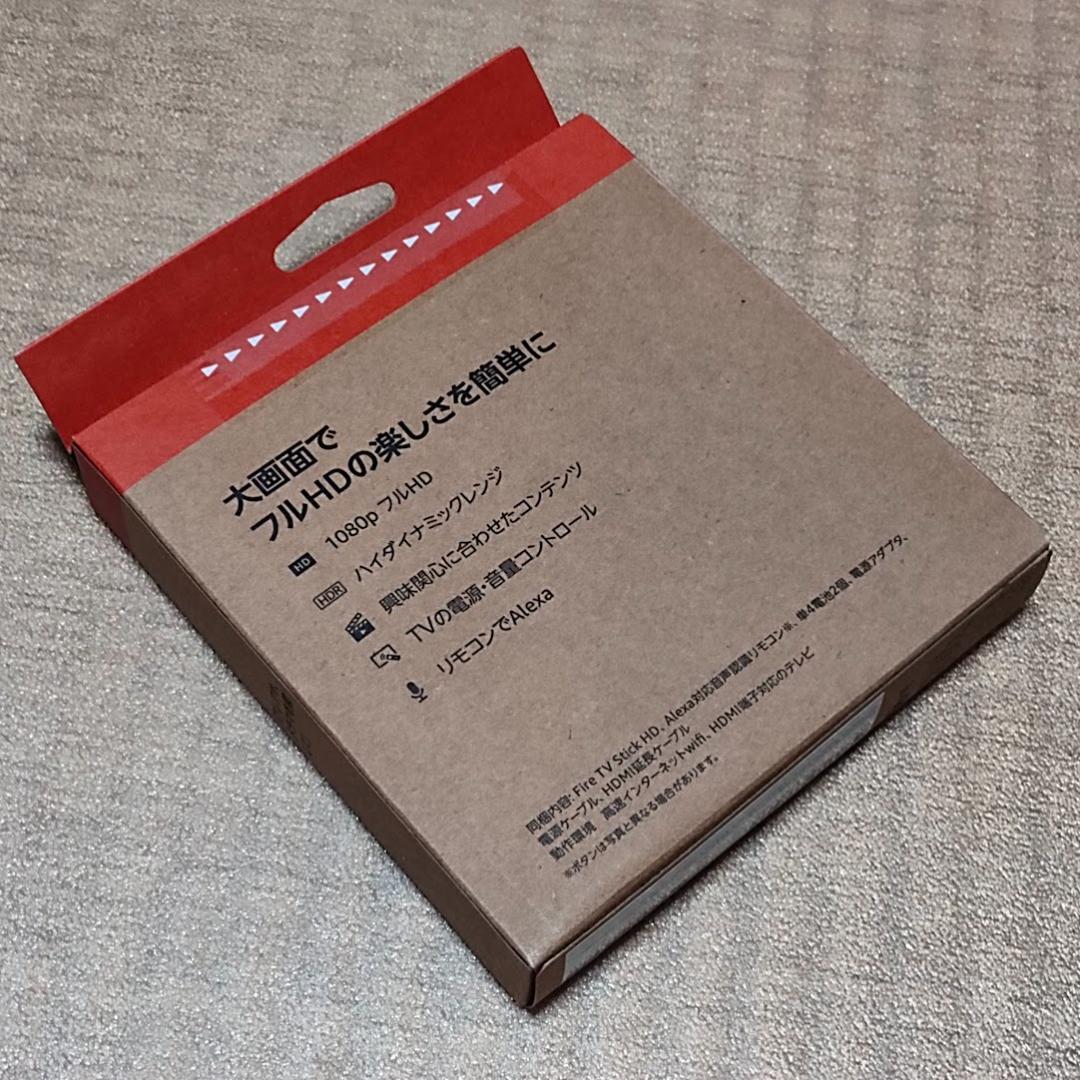 大画面で
フルHDの楽しさを簡単に
HD 1080p フルHD
HDR ハイダイナミックレンジ
興味関心に合わせたコンテンツ
TVの電源・音量コントロール
リモコンでAlexa
同梱内容: Fire TV Stick HD、Alexa対応音声認識リモコン※、単4電池2個、電源アダプタ、
電源ケーブル、HDMI延長ケーブル
動作環境 高速インターネットwifi、HDMI端子対応のテレビ
※ボタンは写真と異なる場合があります。